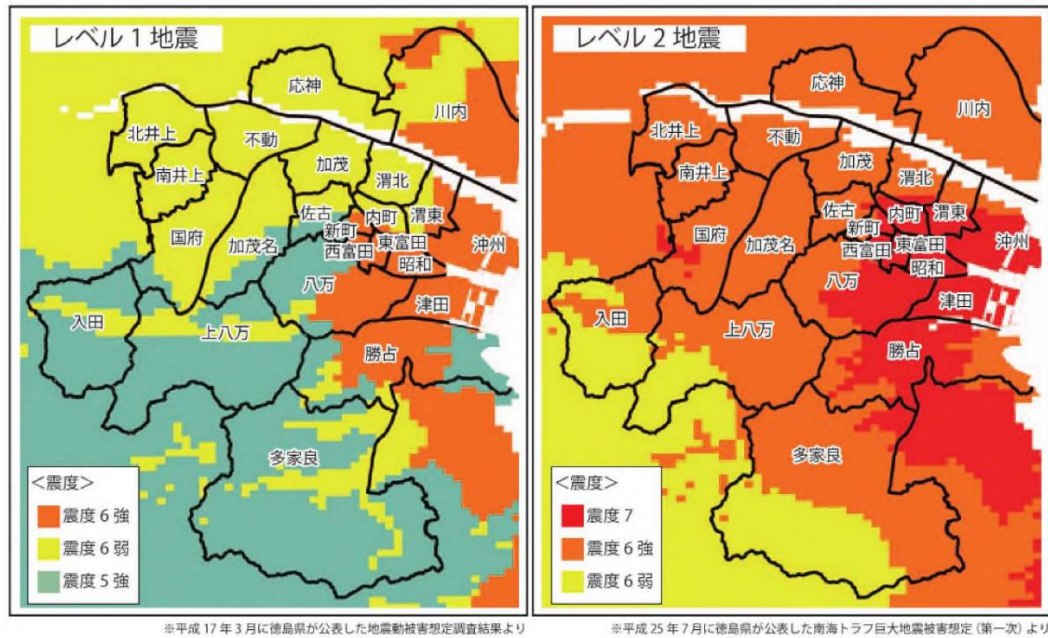 レベル1地震
応神
川内
北井上
不動
加茂
南井上
渭北
佐古
内町
渭東
新町
国府
加茂名
西富田
東富田
沖州
昭和
八万
津田
入田
上八万
勝占
多家良
<震度>
震度6強
震度6弱
震度5強
※平成17年3月に徳島県が公表した地震動被害想定調査結果より
レベル2地震
応神
川内
北井上
不動
加茂
南井上
渭北
佐古
内町
渭東
新町
国府
加茂名
西富田
東富田
沖州
昭和
八万
津田
入田
上八万
勝占
多家良
<震度>
震度7
震度6強
震度6弱
※平成25年7月に徳島県が公表した南海トラフ巨大地震被害想定(第一次)より